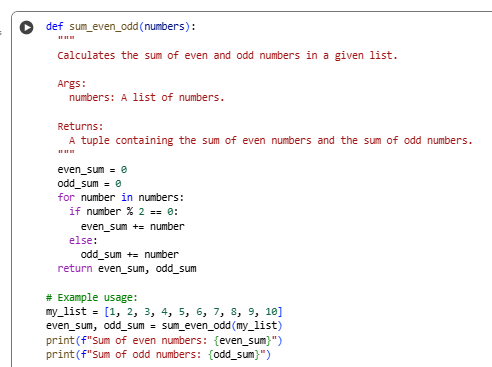 def sum_even_odd(numbers):
  """
  Calculates the sum of even and odd numbers in a given list.

  Args:
    numbers: A list of numbers.

  Returns:
    A tuple containing the sum of even numbers and the sum of odd numbers.
  """
  even_sum = 0
  odd_sum = 0
  for number in numbers:
    if number % 2 == 0:
      even_sum += number
    else:
      odd_sum += number
  return even_sum, odd_sum

# Example usage:
my_list = [1, 2, 3, 4, 5, 6, 7, 8, 9, 10]
even_sum, odd_sum = sum_even_odd(my_list)
print(f"Sum of even numbers: {even_sum}")
print(f"Sum of odd numbers: {odd_sum}")